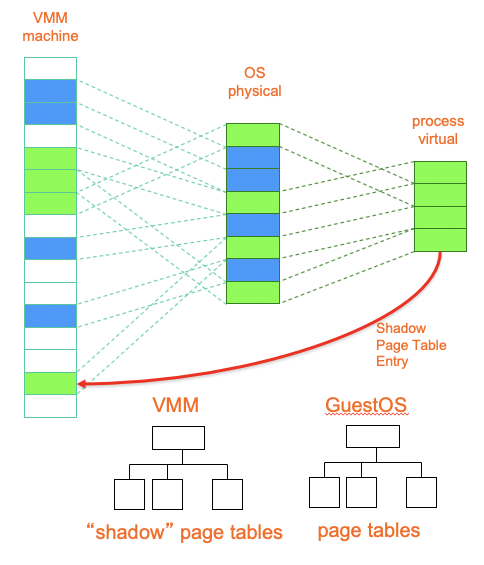 VMM
machine
OS
physical
process
virtual
Shadow
Page Table
Entry
VMM
GuestOS
“shadow” page tables
page tables